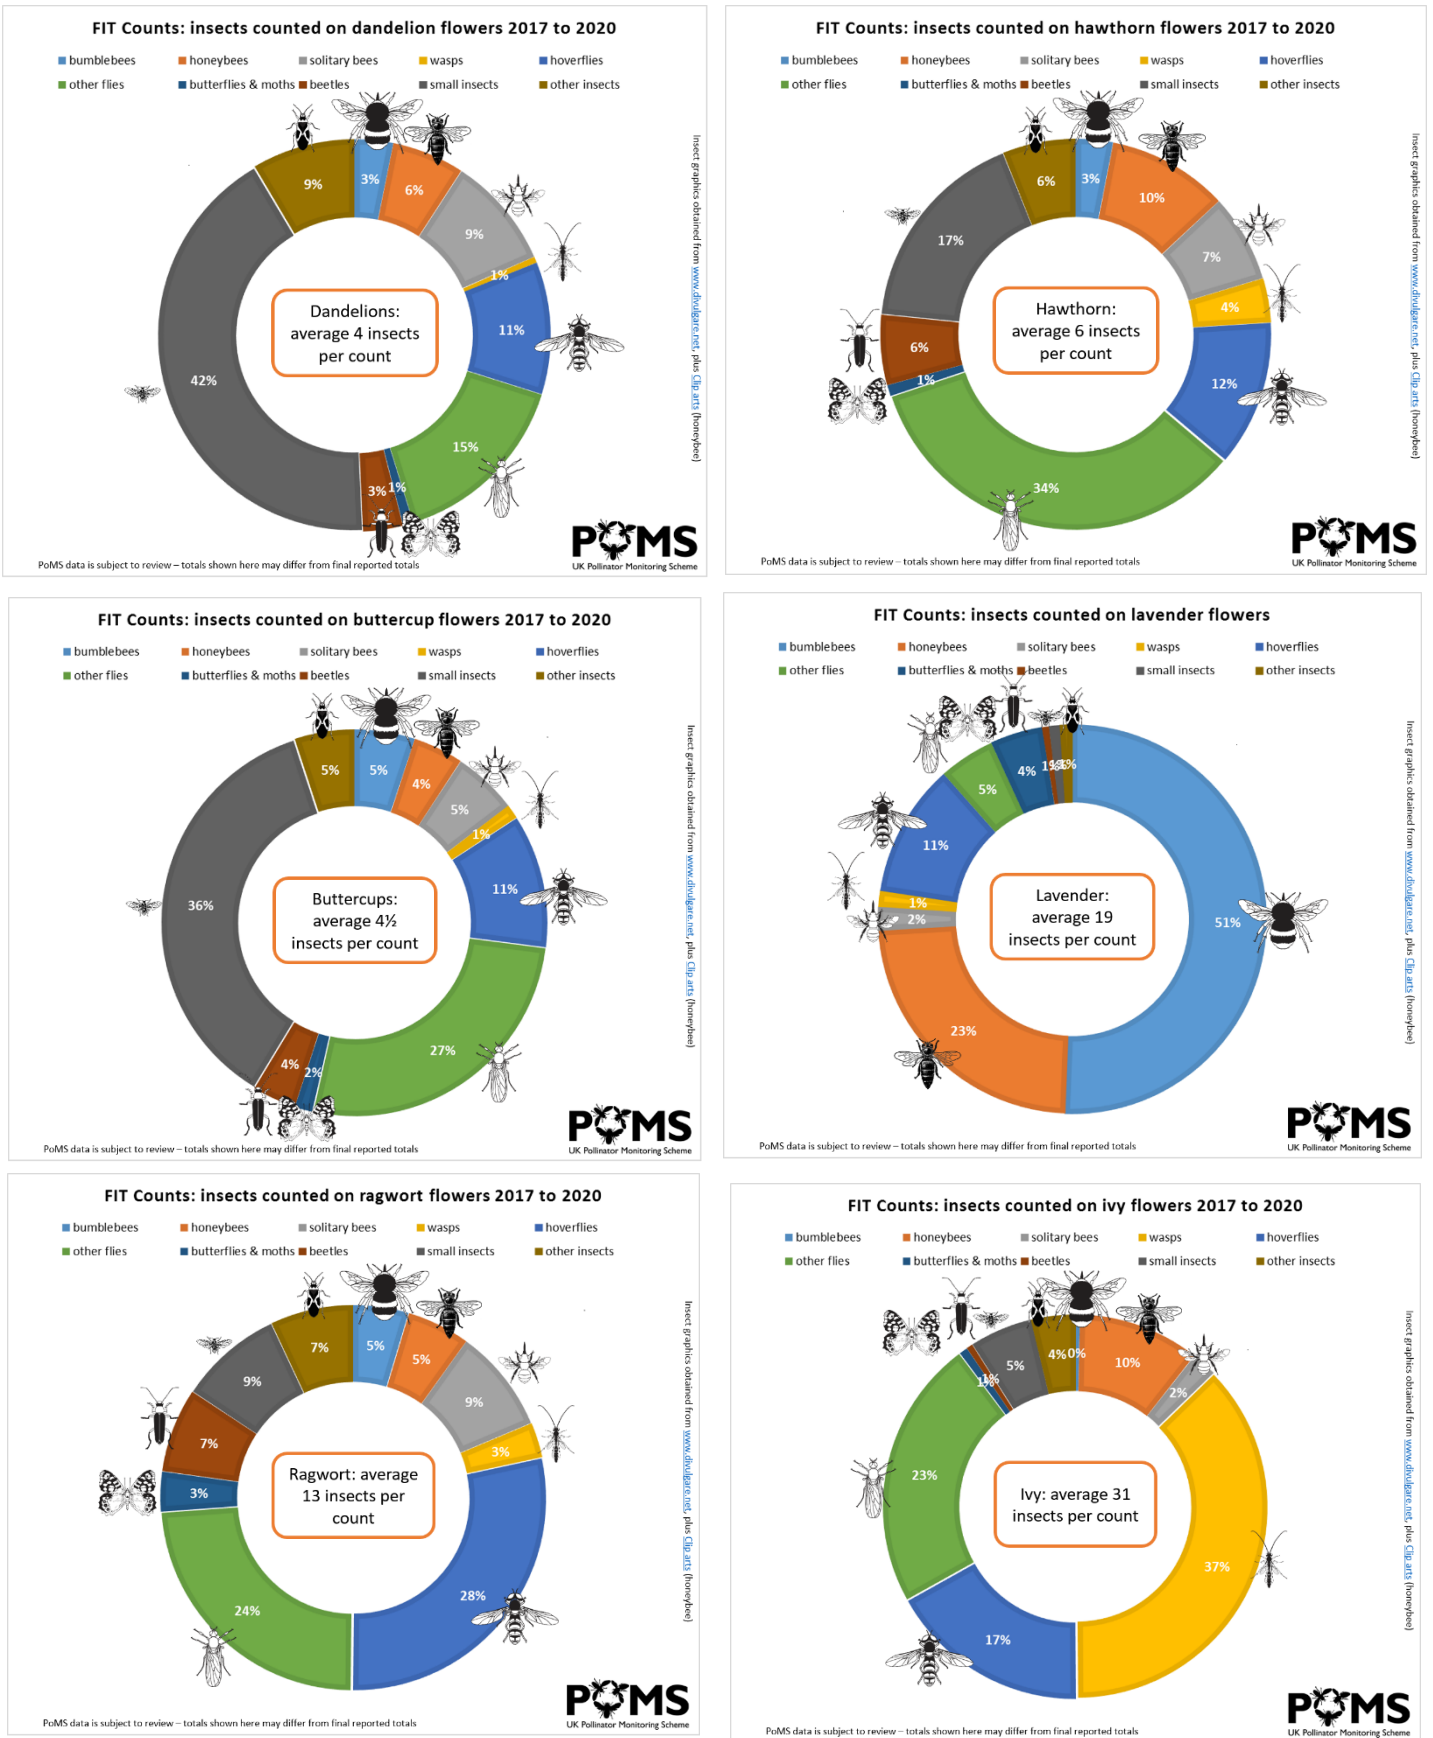 FIT Counts: insects counted on dandelion flowers 2017 to 2020
bumblebees honeybees solitary bees wasps hoverflies
other flies butterflies & moths beetles small insects other insects
3%
6%
9%
1%
11%
15%
1%
3%
42%
9%
Dandelions:
average 4 insects
per count
Insect graphics obtained from www.divulgare.net, plus Clip arts (honeybee)
PoMS data is subject to review – totals shown here may differ from final reported totals
POMS
UK Pollinator Monitoring Scheme
FIT Counts: insects counted on hawthorn flowers 2017 to 2020
bumblebees honeybees solitary bees wasps hoverflies
other flies butterflies & moths beetles small insects other insects
3%
10%
7%
4%
12%
34%
1%
6%
17%
6%
Hawthorn:
average 6 insects
per count
Insect graphics obtained from www.divulgare.net, plus Clip arts (honeybee)
PoMS data is subject to review – totals shown here may differ from final reported totals
POMS
UK Pollinator Monitoring Scheme
FIT Counts: insects counted on buttercup flowers 2017 to 2020
bumblebees honeybees solitary bees wasps hoverflies
other flies butterflies & moths beetles small insects other insects
5%
4%
5%
1%
11%
27%
2%
4%
36%
5%
Buttercups:
average 4½
insects per count
Insect graphics obtained from www.divulgare.net, plus Clip arts (honeybee)
PoMS data is subject to review – totals shown here may differ from final reported totals
POMS
UK Pollinator Monitoring Scheme
FIT Counts: insects counted on lavender flowers
bumblebees honeybees solitary bees wasps hoverflies
other flies butterflies & moths beetles small insects other insects
51%
23%
2%
1%
11%
5%
4%
1%
1%
1%
Lavender:
average 19
insects per count
Insect graphics obtained from www.divulgare.net, plus Clip arts (honeybee)
PoMS data is subject to review – totals shown here may differ from final reported totals
POMS
UK Pollinator Monitoring Scheme
FIT Counts: insects counted on ragwort flowers 2017 to 2020
bumblebees honeybees solitary bees wasps hoverflies
other flies butterflies & moths beetles small insects other insects
5%
5%
9%
3%
28%
24%
3%
7%
9%
7%
Ragwort: average
13 insects per
count
Insect graphics obtained from www.divulgare.net, plus Clip arts (honeybee)
PoMS data is subject to review – totals shown here may differ from final reported totals
POMS
UK Pollinator Monitoring Scheme
FIT Counts: insects counted on ivy flowers 2017 to 2020
bumblebees honeybees solitary bees wasps hoverflies
other flies butterflies & moths beetles small insects other insects
0%
10%
2%
37%
17%
23%
1%
1%
5%
4%
Ivy: average 31
insects per count
Insect graphics obtained from www.divulgare.net, plus Clip arts (honeybee)
PoMS data is subject to review – totals shown here may differ from final reported totals
POMS
UK Pollinator Monitoring Scheme